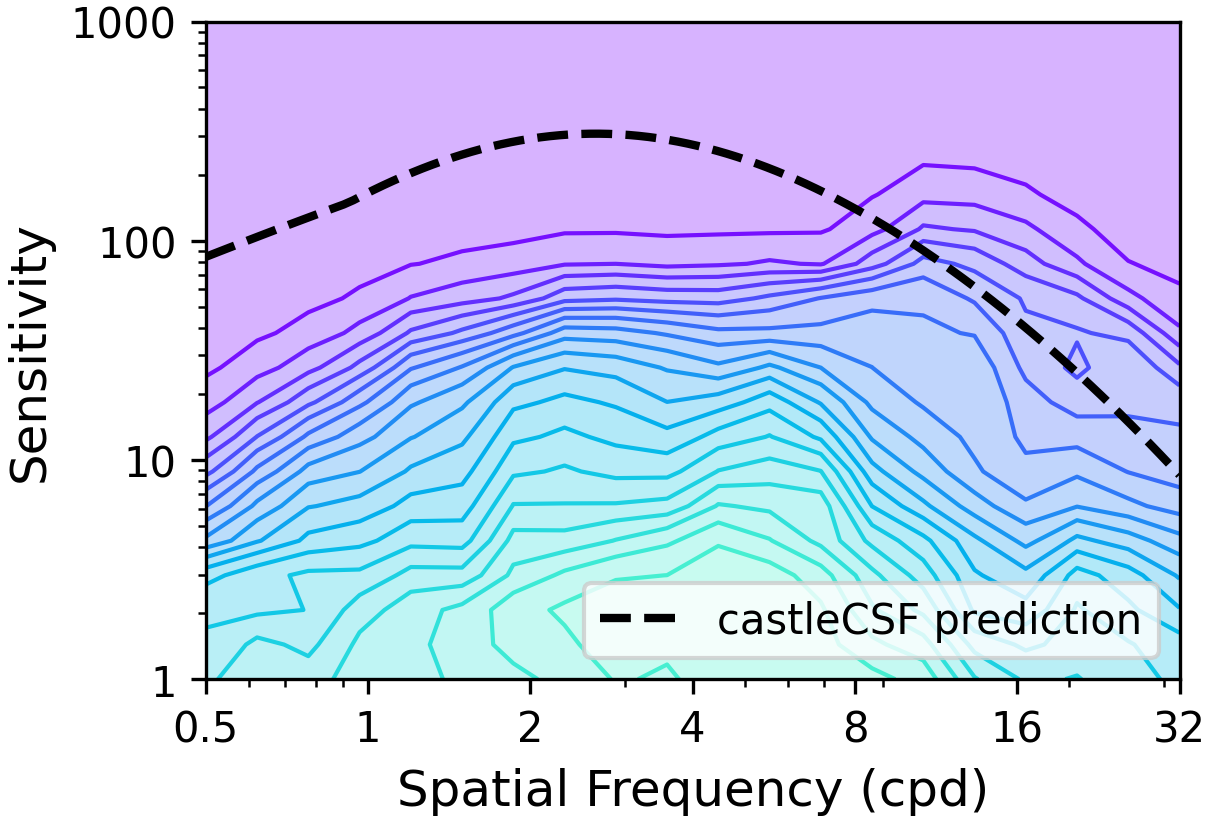 1000
100
10
1
Sensitivity
castleCSF prediction
0.5 1 2 4 8 16 32
Spatial Frequency (cpd)